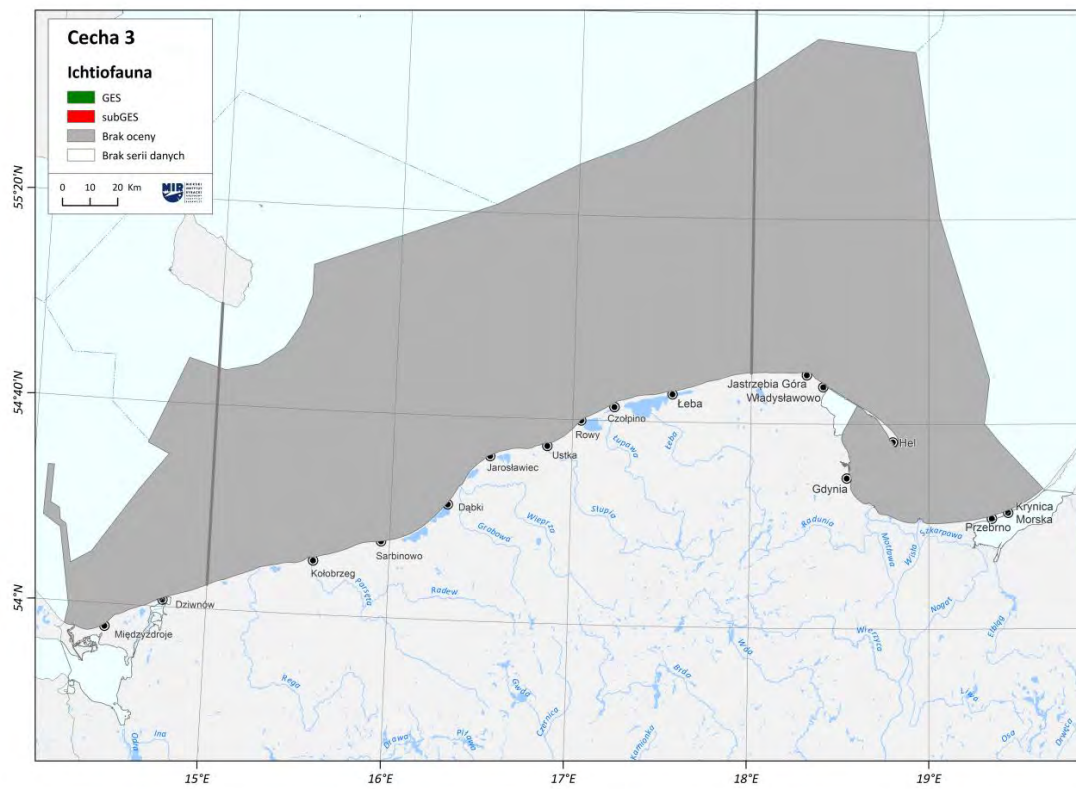 Cecha 3
Ichtiofauna
GES
subGES
Brak oceny
Brak serii danych
0 10 20 Km
MIR
55°20'N
54°40'N
54°N
Jastrzębia Góra
Władysławowo
Hel
Łeba
Czołpino
Rowy
Ustka
Jarosławiec
Dąbki
Gdynia
Krynica
Morska
Przebrno
Sarbinowo
Kołobrzeg
Dziwnów
Międzyzdroje
Łupawa
Łeba
Słupia
Wieprza
Grabowa
Radunia
Motława
Wisła
Szkarpawa
Nogat
Elbląg
Parsęta
Radew
Wierzyca
Wda
Brda
Gwda
Rega
Czernica
Liwa
Osa
Drwęca
Odra
Ina
Drawa
Piława
Kamionka
15°E 16°E 17°E 18°E 19°E